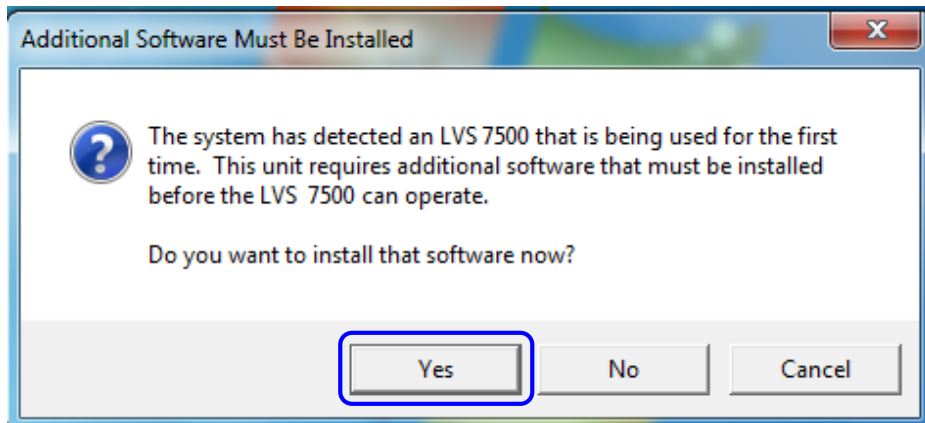 Additional Software Must Be Installed
x
The system has detected an LVS 7500 that is being used for the first
time.  This unit requires additional software that must be installed
before the LVS  7500 can operate.
Do you want to install that software now?
Yes No Cancel